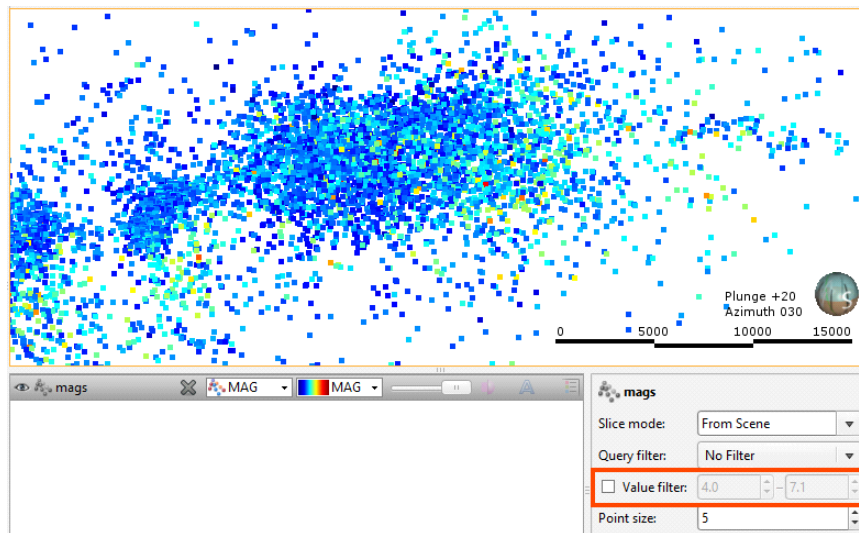 Plunge +20
Azimuth 030
S
0 5000 10000 15000
mags MAG MAG A
mags
Slice mode: From Scene
Query filter: No Filter
Value filter: 4.0 – 7.1
Point size: 5